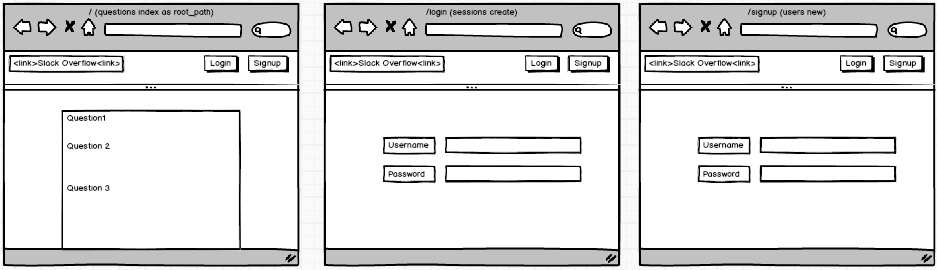 / (questions index as root_path)
<link>Slack Overflow<link>
Login
Signup
Question1
Question 2
Question 3
/login (sessions create)
<link>Slack Overflow<link>
Login
Signup
Username
Password
/signup (users new)
<link>Slack Overflow<link>
Login
Signup
Username
Password